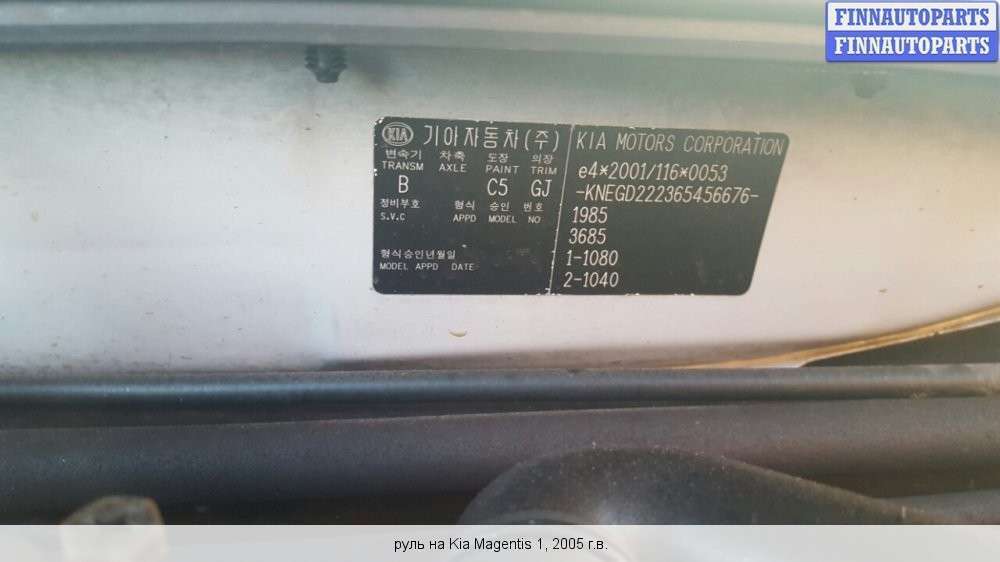 FINNAUTOPARTS
FINNAUTOPARTS
KIA 기아자동차(주)
변속기 차축 도장 의장
TRANSM AXLE PAINT TRIM
B C5 GJ
정비부호 형식 승인 번호
S.V.C APPD MODEL NO
형식승인년월일
MODEL APPD DATE
KIA MOTORS CORPORATION
e4*2001/116*0053
-KNEGD222365456676-
1985
3685
1-1080
2-1040
руль на Kia Magentis 1, 2005 г.в.